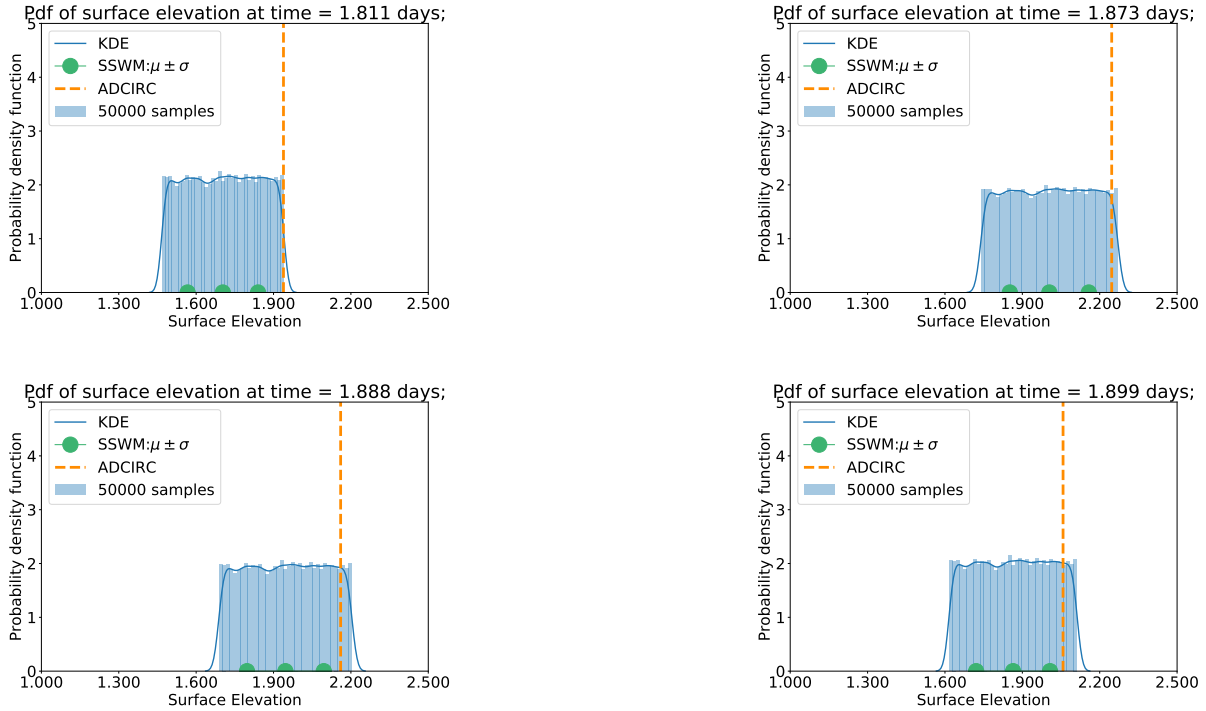 Pdf of surface elevation at time = 1.811 days;
KDE
SSWM:μ ± σ
ADCIRC
50000 samples
Probability density function
5
4
3
2
1
0
1.000 1.300 1.600 1.900 2.200 2.500
Surface Elevation
Pdf of surface elevation at time = 1.873 days;
KDE
SSWM:μ ± σ
ADCIRC
50000 samples
Probability density function
5
4
3
2
1
0
1.000 1.300 1.600 1.900 2.200 2.500
Surface Elevation
Pdf of surface elevation at time = 1.888 days;
KDE
SSWM:μ ± σ
ADCIRC
50000 samples
Probability density function
5
4
3
2
1
0
1.000 1.300 1.600 1.900 2.200 2.500
Surface Elevation
Pdf of surface elevation at time = 1.899 days;
KDE
SSWM:μ ± σ
ADCIRC
50000 samples
Probability density function
5
4
3
2
1
0
1.000 1.300 1.600 1.900 2.200 2.500
Surface Elevation